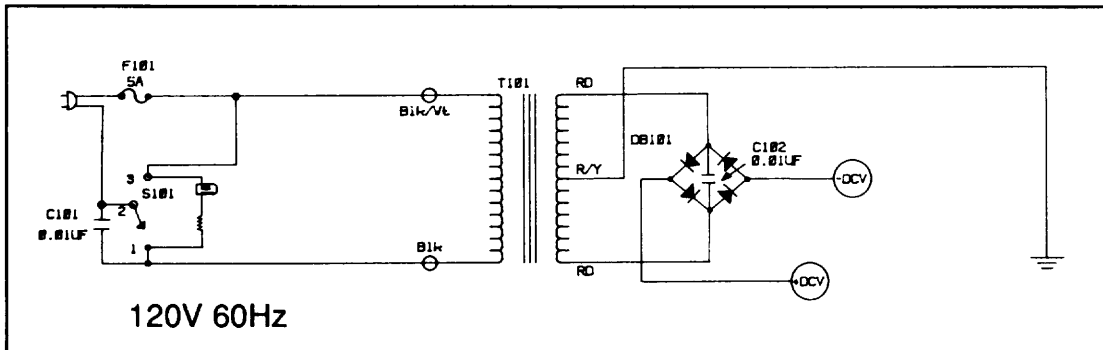 F101
5A
T101
RD
Blk/Wt
DB101
C102
0.01UF
3
R/Y
S101
-DCV
2
C101
0.01UF
1
Blk
RD
+DCV
120V 60Hz